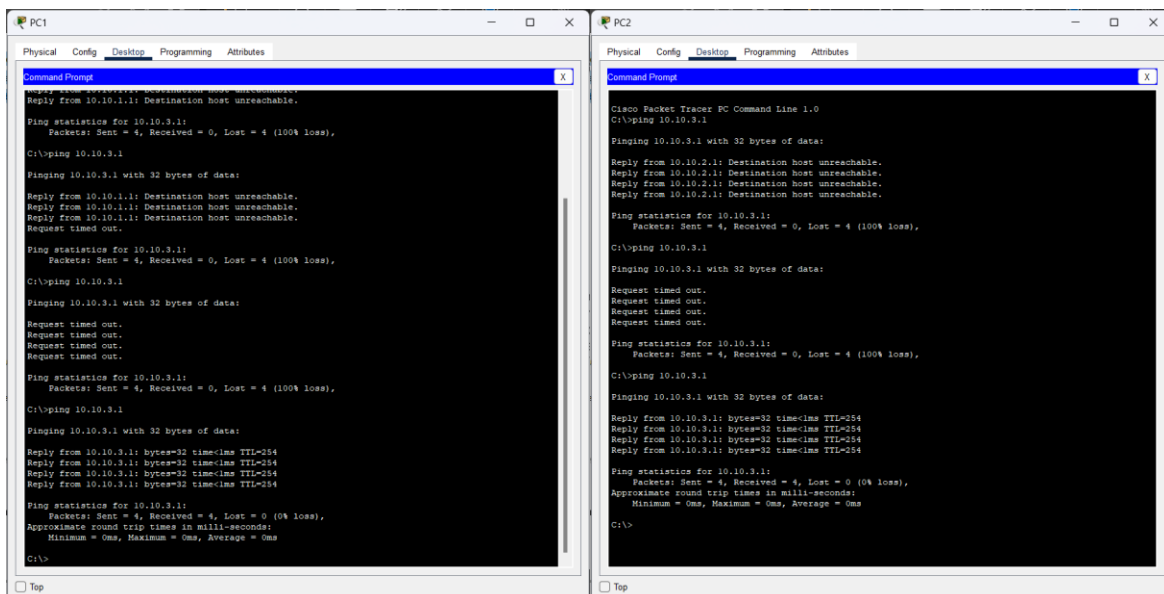 PC1
Physical Config Desktop Programming Attributes
Command Prompt X
Reply from 10.10.1.1: Destination host unreachable.
Reply from 10.10.1.1: Destination host unreachable.
Ping statistics for 10.10.3.1:
Packets: Sent = 4, Received = 0, Lost = 4 (100% loss),
C:\>ping 10.10.3.1
Pinging 10.10.3.1 with 32 bytes of data:
Reply from 10.10.1.1: Destination host unreachable.
Reply from 10.10.1.1: Destination host unreachable.
Reply from 10.10.1.1: Destination host unreachable.
Request timed out.
Ping statistics for 10.10.3.1:
Packets: Sent = 4, Received = 0, Lost = 4 (100% loss),
C:\>ping 10.10.3.1
Pinging 10.10.3.1 with 32 bytes of data:
Request timed out.
Request timed out.
Request timed out.
Request timed out.
Ping statistics for 10.10.3.1:
Packets: Sent = 4, Received = 0, Lost = 4 (100% loss),
C:\>ping 10.10.3.1
Pinging 10.10.3.1 with 32 bytes of data:
Reply from 10.10.3.1: bytes=32 time<1ms TTL=254
Reply from 10.10.3.1: bytes=32 time<1ms TTL=254
Reply from 10.10.3.1: bytes=32 time<1ms TTL=254
Reply from 10.10.3.1: bytes=32 time<1ms TTL=254
Ping statistics for 10.10.3.1:
Packets: Sent = 4, Received = 4, Lost = 0 (0% loss),
Approximate round trip times in milli-seconds:
Minimum = 0ms, Maximum = 0ms, Average = 0ms
C:\>
Top
PC2
Physical Config Desktop Programming Attributes
Command Prompt X
Cisco Packet Tracer PC Command Line 1.0
C:\>ping 10.10.3.1
Pinging 10.10.3.1 with 32 bytes of data:
Reply from 10.10.2.1: Destination host unreachable.
Reply from 10.10.2.1: Destination host unreachable.
Reply from 10.10.2.1: Destination host unreachable.
Reply from 10.10.2.1: Destination host unreachable.
Ping statistics for 10.10.3.1:
Packets: Sent = 4, Received = 0, Lost = 4 (100% loss),
C:\>ping 10.10.3.1
Pinging 10.10.3.1 with 32 bytes of data:
Request timed out.
Request timed out.
Request timed out.
Request timed out.
Ping statistics for 10.10.3.1:
Packets: Sent = 4, Received = 0, Lost = 4 (100% loss),
C:\>ping 10.10.3.1
Pinging 10.10.3.1 with 32 bytes of data:
Reply from 10.10.3.1: bytes=32 time<1ms TTL=254
Reply from 10.10.3.1: bytes=32 time<1ms TTL=254
Reply from 10.10.3.1: bytes=32 time<1ms TTL=254
Reply from 10.10.3.1: bytes=32 time<1ms TTL=254
Ping statistics for 10.10.3.1:
Packets: Sent = 4, Received = 4, Lost = 0 (0% loss),
Approximate round trip times in milli-seconds:
Minimum = 0ms, Maximum = 0ms, Average = 0ms
C:\>
Top